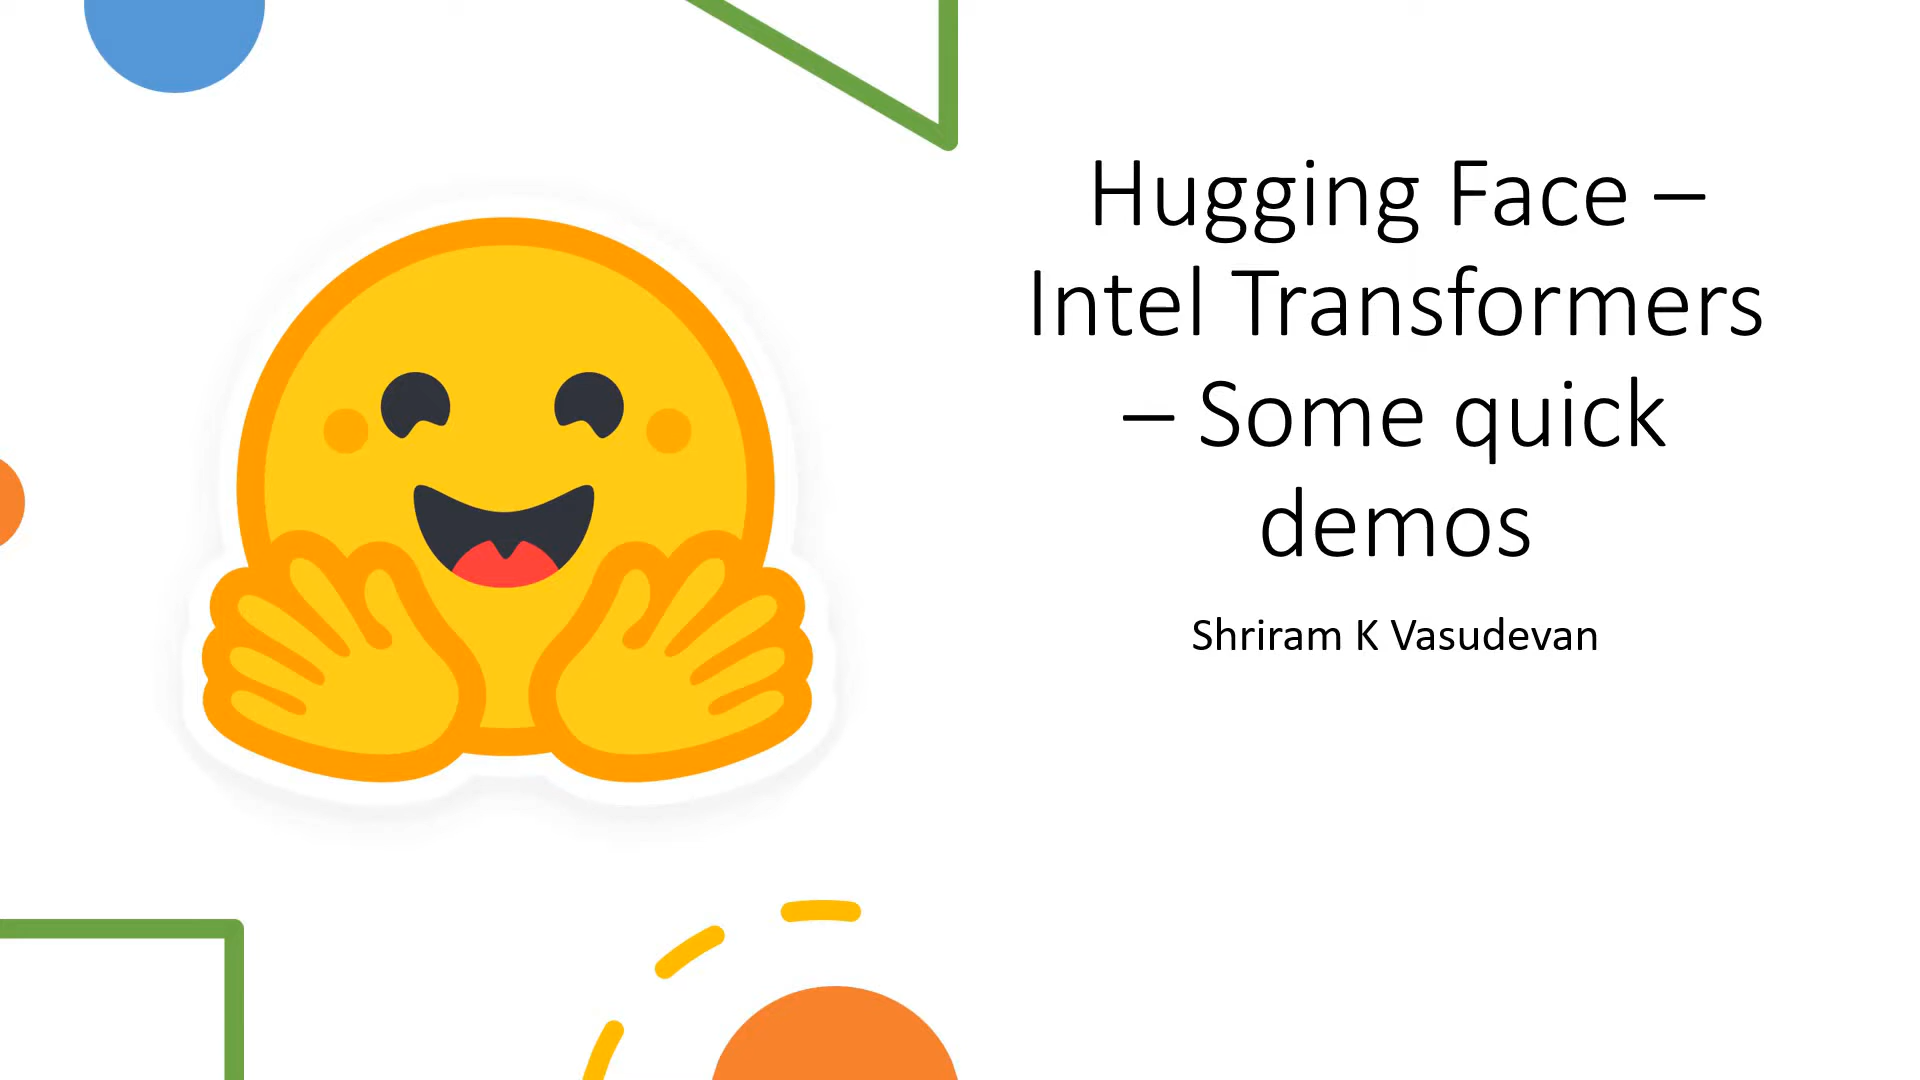 Hugging Face –
Intel Transformers
– Some quick
demos
Shriram K Vasudevan